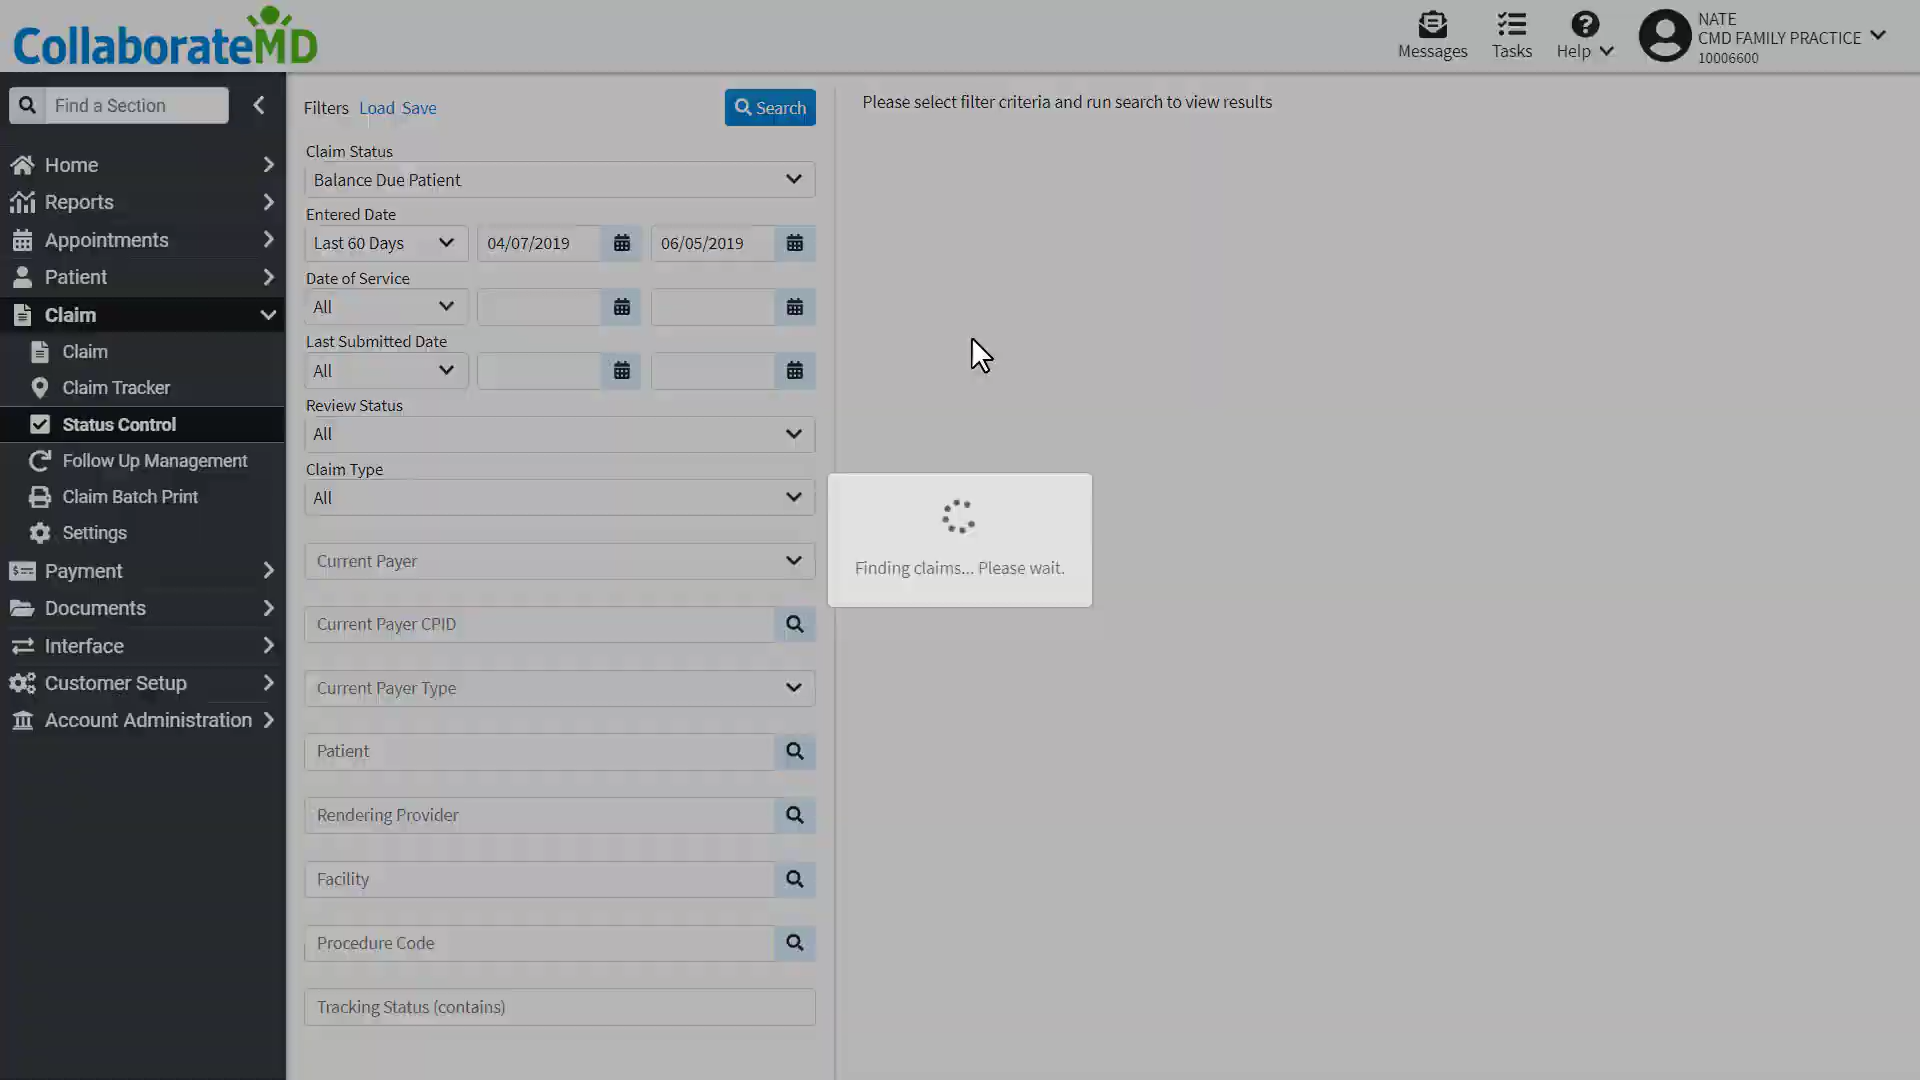 CollaborateMD
Messages
Tasks
Help
NATE
CMD FAMILY PRACTICE
10006600
Find a Section
Home
Reports
Appointments
Patient
Claim
Claim
Claim Tracker
Status Control
Follow Up Management
Claim Batch Print
Settings
Payment
Documents
Interface
Customer Setup
Account Administration
Filters Load Save
Search
Claim Status
Balance Due Patient
Entered Date
Last 60 Days 04/07/2019 06/05/2019
Date of Service
All
Last Submitted Date
All
Review Status
All
Claim Type
All
Current Payer
Current Payer CPID
Current Payer Type
Patient
Rendering Provider
Facility
Procedure Code
Tracking Status (contains)
Please select filter criteria and run search to view results
Finding claims... Please wait.